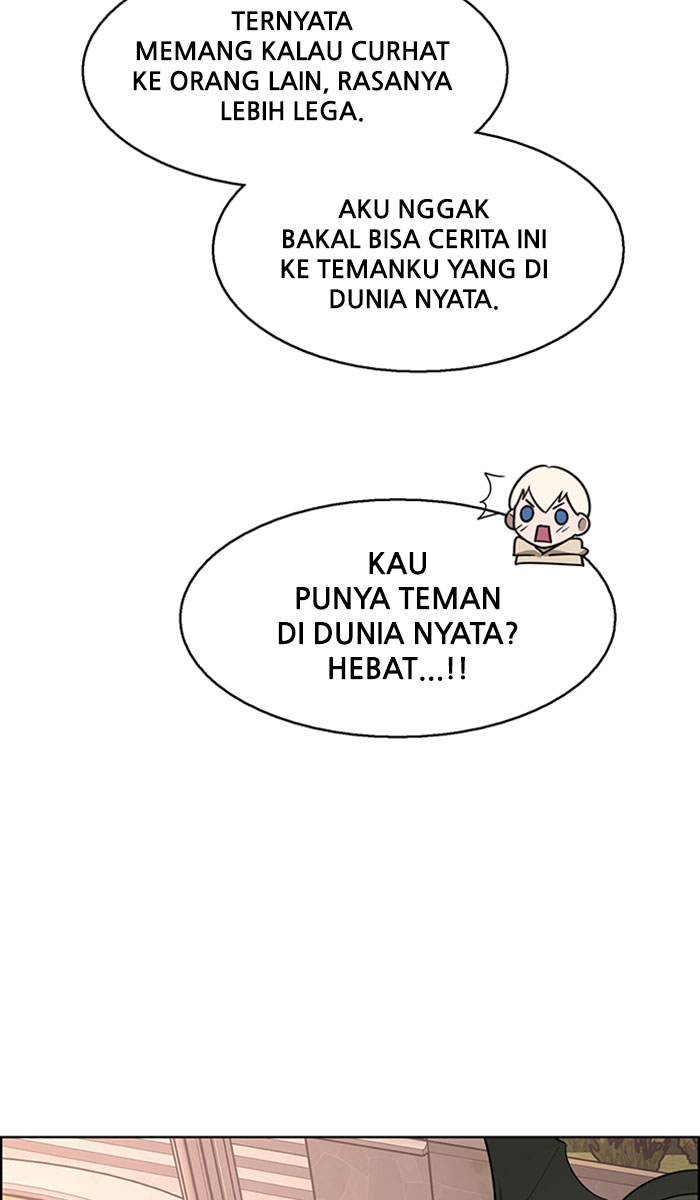 TERNYATA
MEMANG KALAU CURHAT
KE ORANG LAIN, RASANYA
LEBIH LEGA.
AKU NGGAK
BAKAL BISA CERITA INI
KE TEMANKU YANG DI
DUNIA NYATA.
KAU
PUNYA TEMAN
DI DUNIA NYATA?
HEBAT...!!